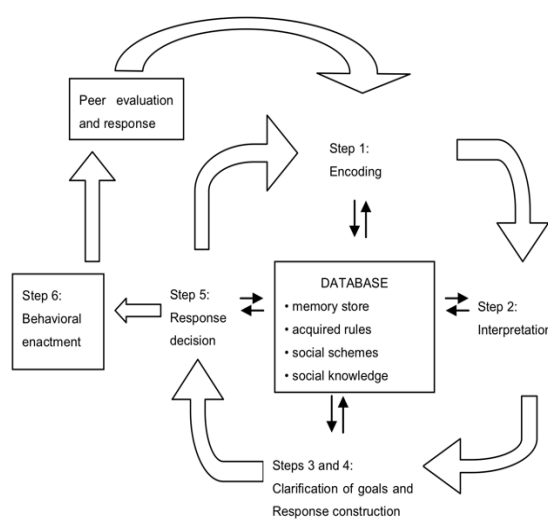 Peer evaluation
and response
Step 1:
Encoding
Step 6:
Behavioral
enactment
Step 5:
Response
decision
DATABASE
• memory store
• acquired rules
• social schemes
• social knowledge
Step 2:
Interpretation
Steps 3 and 4:
Clarification of goals and
Response construction